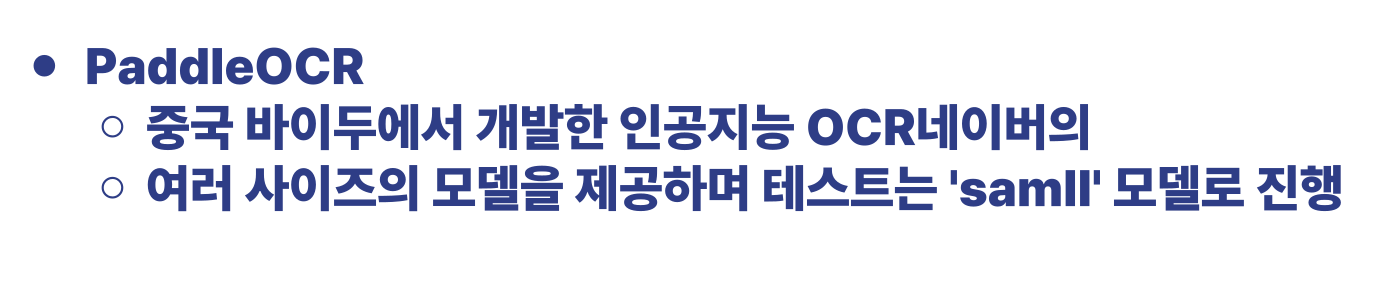 ● PaddleOCR
○ 중국 바이두에서 개발한 인공지능 OCR네이버의
○ 여러 사이즈의 모델을 제공하며 테스트는 'samll' 모델로 진행